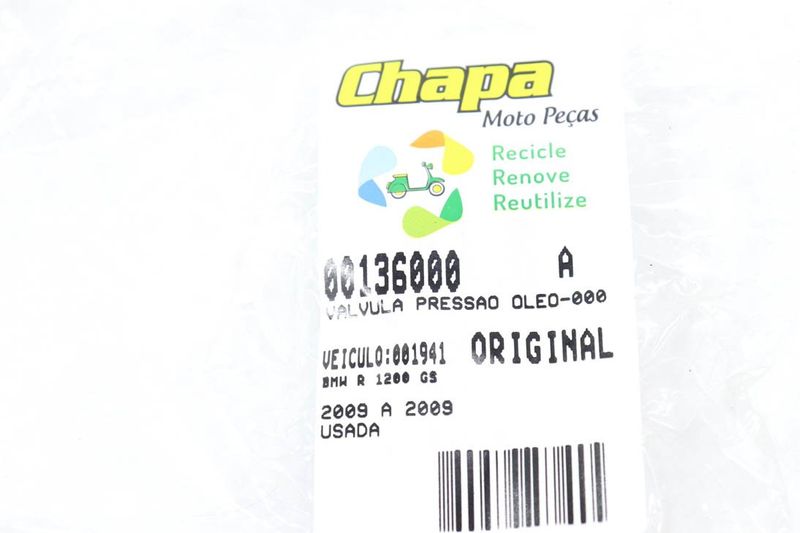 Chapa
Moto Peças
Recicle
Renove
Reutilize
00136000 A
VALVULA PRESSAO OLEO-000
VEICULO:001941 ORIGINAL
BMW R 1200 GS
2009 A 2009
USADA